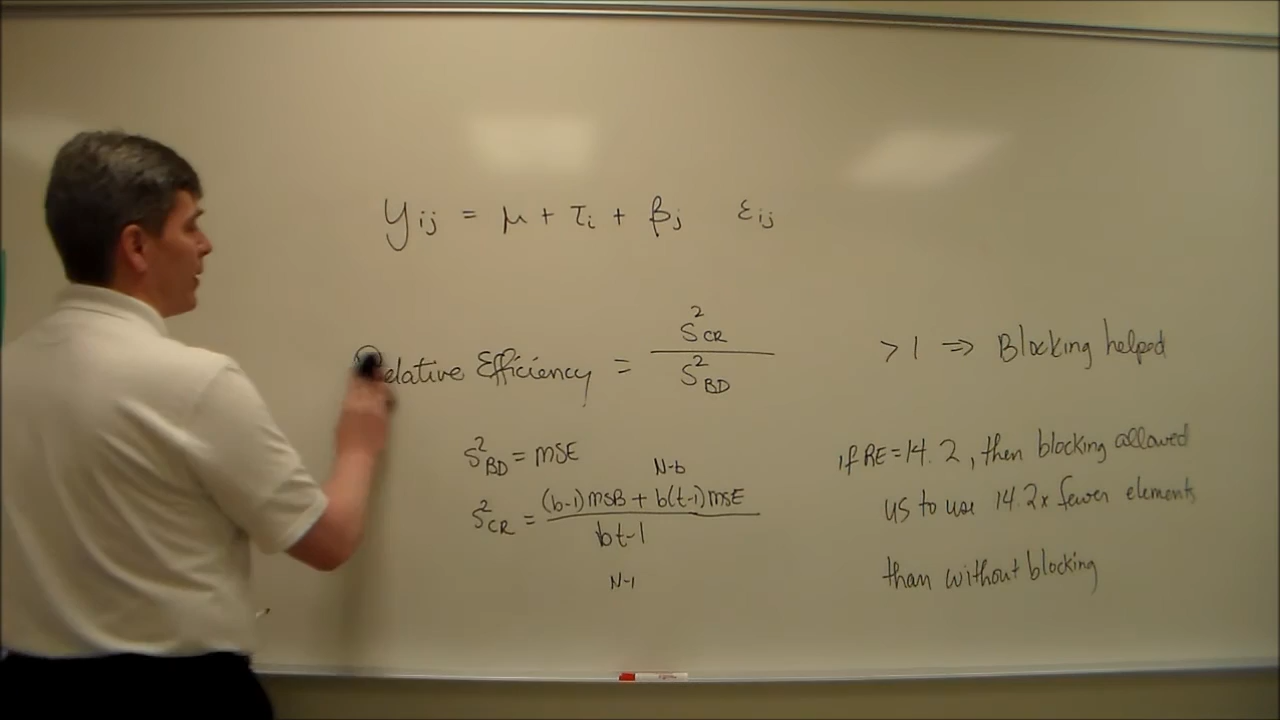 yij = μ + τi + βj εij
Relative Efficiency = S²CR / S²BD > 1 ⇒ Blocking helped
S²BD = MSE
N-b
S²CR = (b-1)MSB + b(t-1)MSE / bt-1
N-1
if RE=14.2, then blocking allowed
us to use 14.2x fewer elements
than without blocking